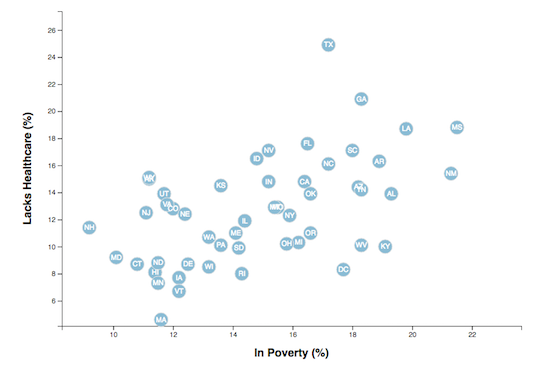 Lacks Healthcare (%)
26
24
22
20
18
16
14
12
10
8
6
TX
GA
LA
MS
FL
NV
SC
ID
NC
AR
NM
IN
CA
KS
TN
UT
OK
AL
VA
CO
NJ
DE
NE
NY
IL
NH
ME
OR
WA
PA
SD
OH
MI
WV
KY
MD
CT
ND
DE
WI
HI
RI
DC
MN
IA
VT
MA
10
12
14
16
18
20
22
In Poverty (%)